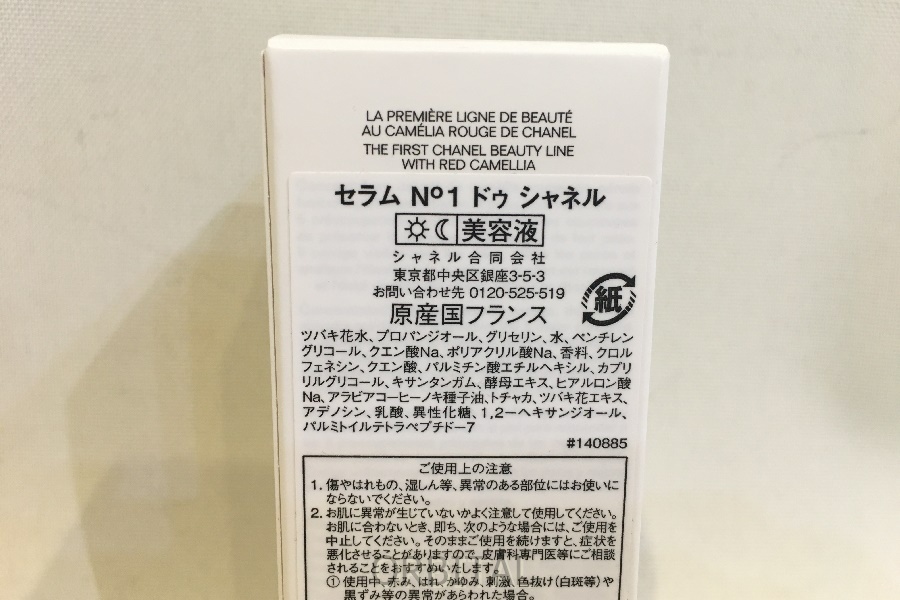 LA PREMIÈRE LIGNE DE BEAUTÉ
AU CAMÉLIA ROUGE DE CHANEL
THE FIRST CHANEL BEAUTY LINE
WITH RED CAMELLIA
セラム Nº1 ドゥ シャネル
美容液
シャネル合同会社
東京都中央区銀座3-5-3
お問い合わせ先 0120-525-519
紙
原産国フランス
ツバキ花水、プロパンジオール、グリセリン、水、ペンチレン
グリコール、クエン酸Na、ポリアクリル酸Na、香料、クロル
フェネシン、クエン酸、パルミチン酸エチルヘキシル、カプリ
リルグリコール、キサンタンガム、酵母エキス、ヒアルロン酸
Na、アラビアコーヒーノキ種子油、トチャカ、ツバキ花エキス、
アデノシン、乳酸、異性化糖、1,2ーヘキサンジオール、
パルミトイルテトラペプチドー7
#140885
ご使用上の注意
1. 傷やはれもの、湿しん等、異常のある部位にはお使いに
ならないでください。
2. お肌に異常が生じていないかよく注意して使用してください。
お肌に合わないとき、即ち、次のような場合には、ご使用を
中止してください。そのままご使用を続けますと、症状を
悪化させることがありますので、皮膚科専門医等にご相談
されることをおすすめいたします。
① 使用中、赤み、はれ、かゆみ、刺激、色抜け(白斑等)や
黒ずみ等の異常があらわれた場合。